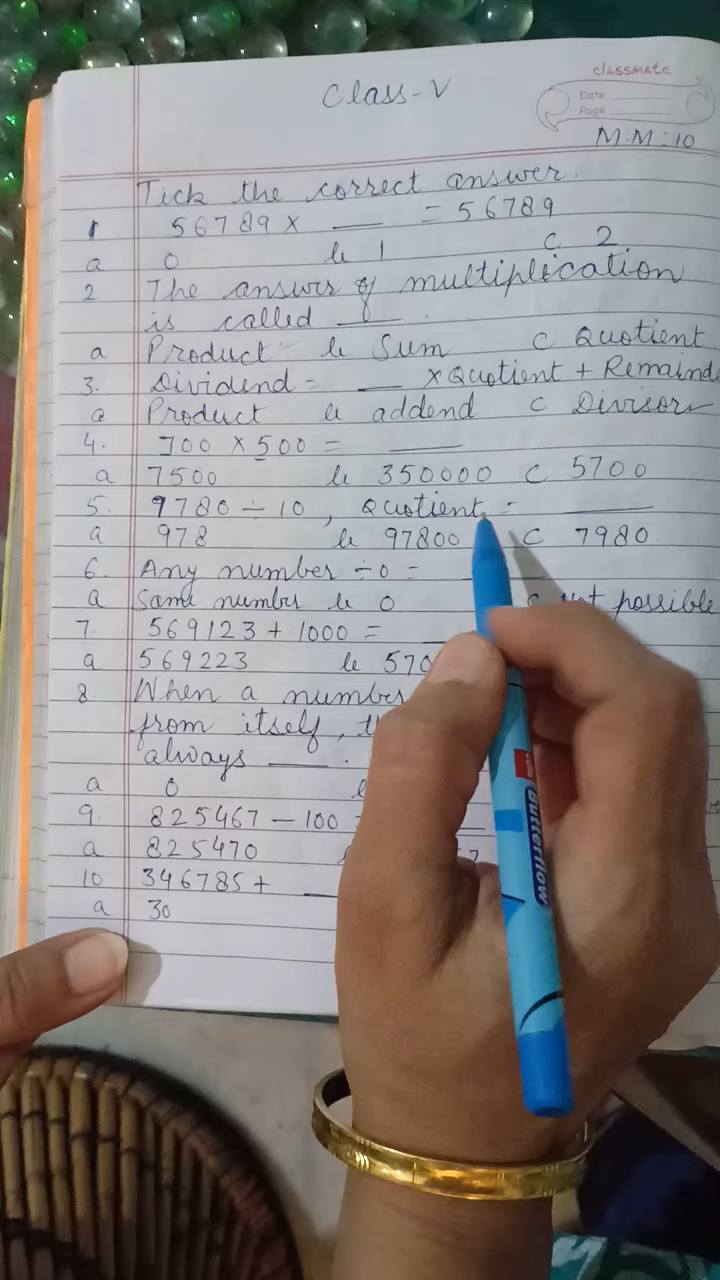 Class-V
classmate
Date
Page
M.M:10
Tick the correct answer.
1 56789 × ___ = 56789
a 0 b 1 c 2
2 The answer of multiplication
is called ___.
a Product b Sum c Quotient
3. Dividend = ___ × Quotient + Remaind
a Product b addend c Divisor
4. 700 × 500 = ___
a 7500 b 350000 c 5700
5. 9780 ÷ 10, Quotient = ___
a 978 b 97800 c 7980
6. Any number ÷ 0 =
a Same number b 0 c possible
7. 569123 + 1000 =
a 569223 b 570
8. When a number
from itself,
always ___.
a 0
9. 825467 - 100
a 825470 7
10 346785 + ___
a 30
Butterflow